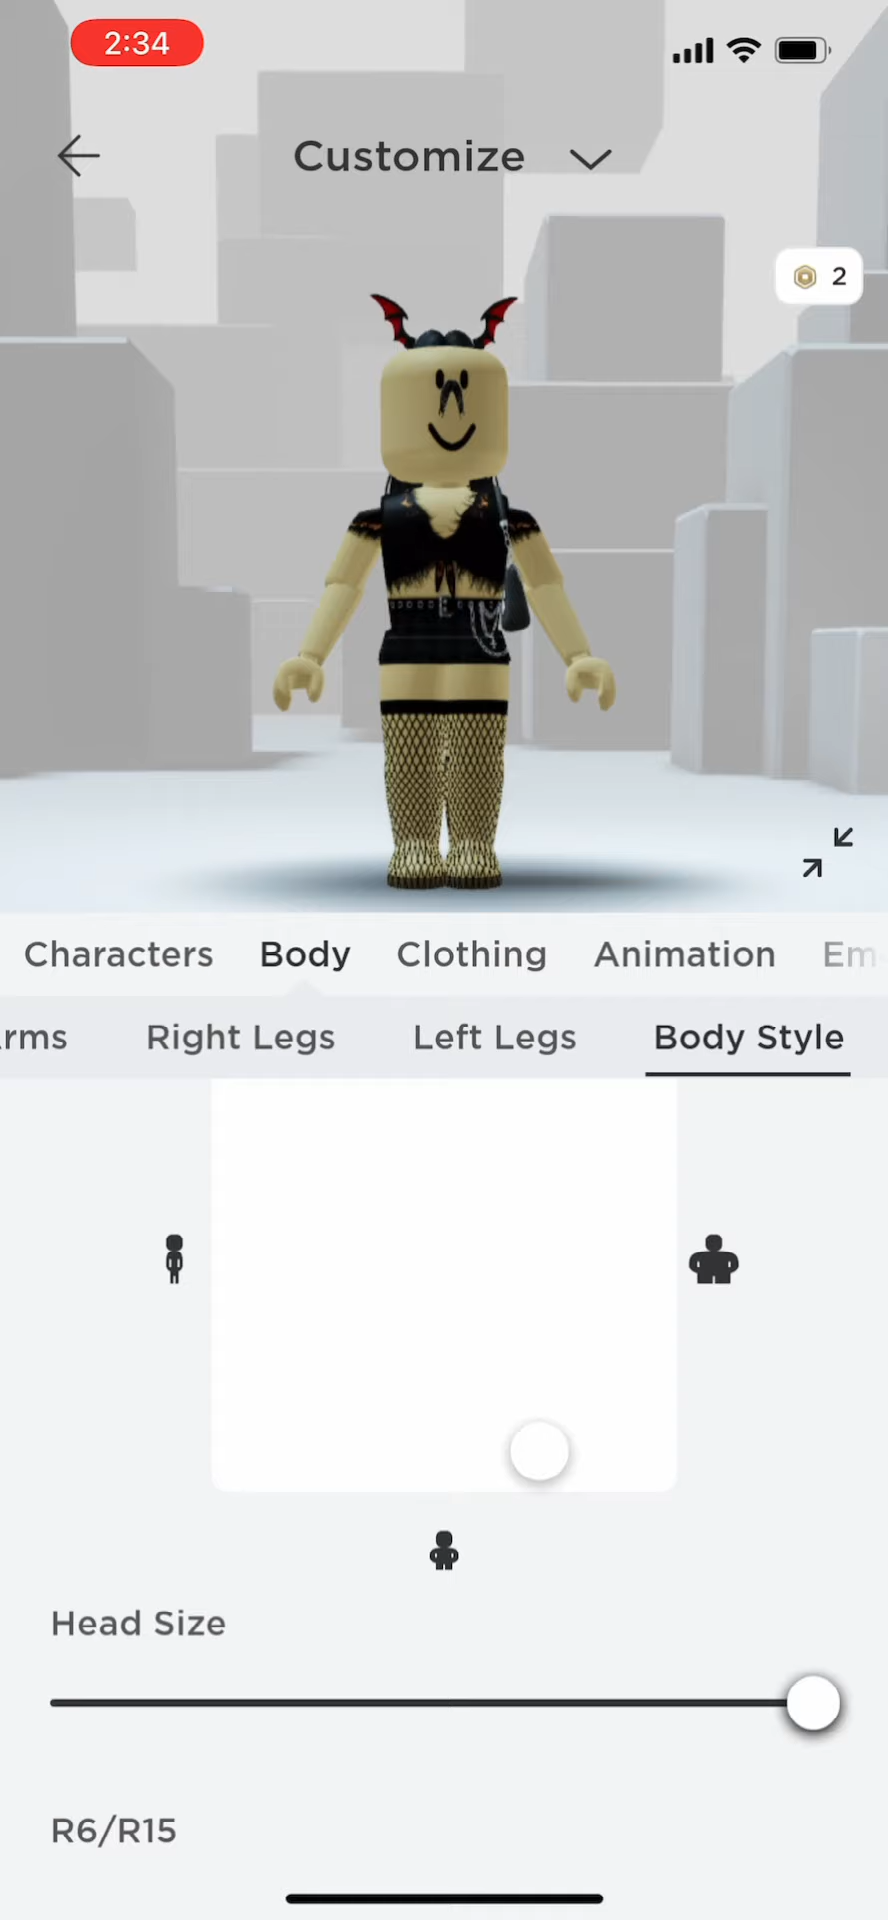 2:34
Customize
2
Characters Body Clothing Animation Em
rms Right Legs Left Legs Body Style
Head Size
R6/R15